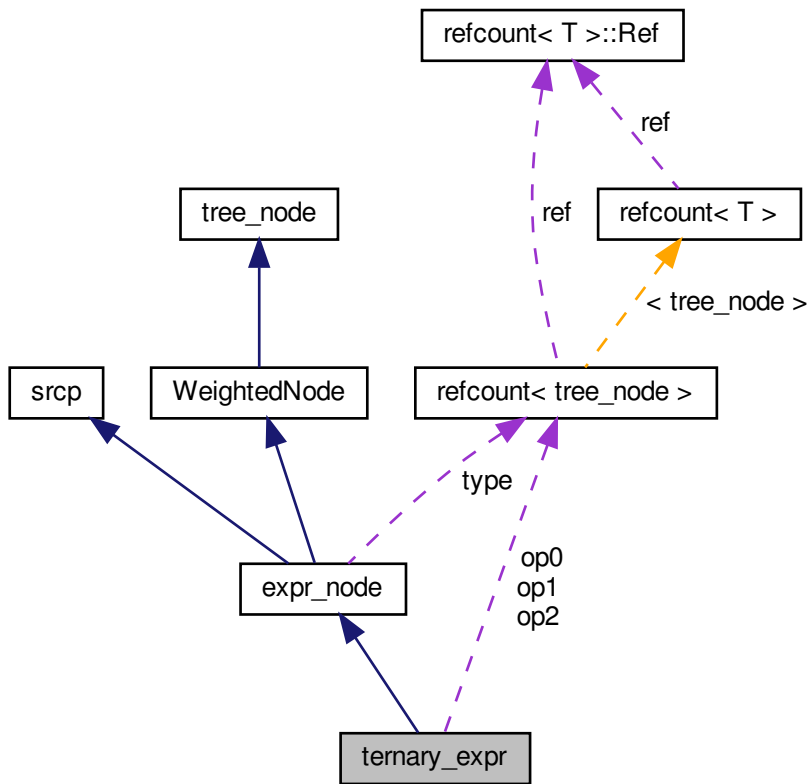 refcount< T >::Ref
ref
tree_node
ref
refcount< T >
< tree_node >
srcp
WeightedNode
refcount< tree_node >
type
expr_node
op0
op1
op2
ternary_expr